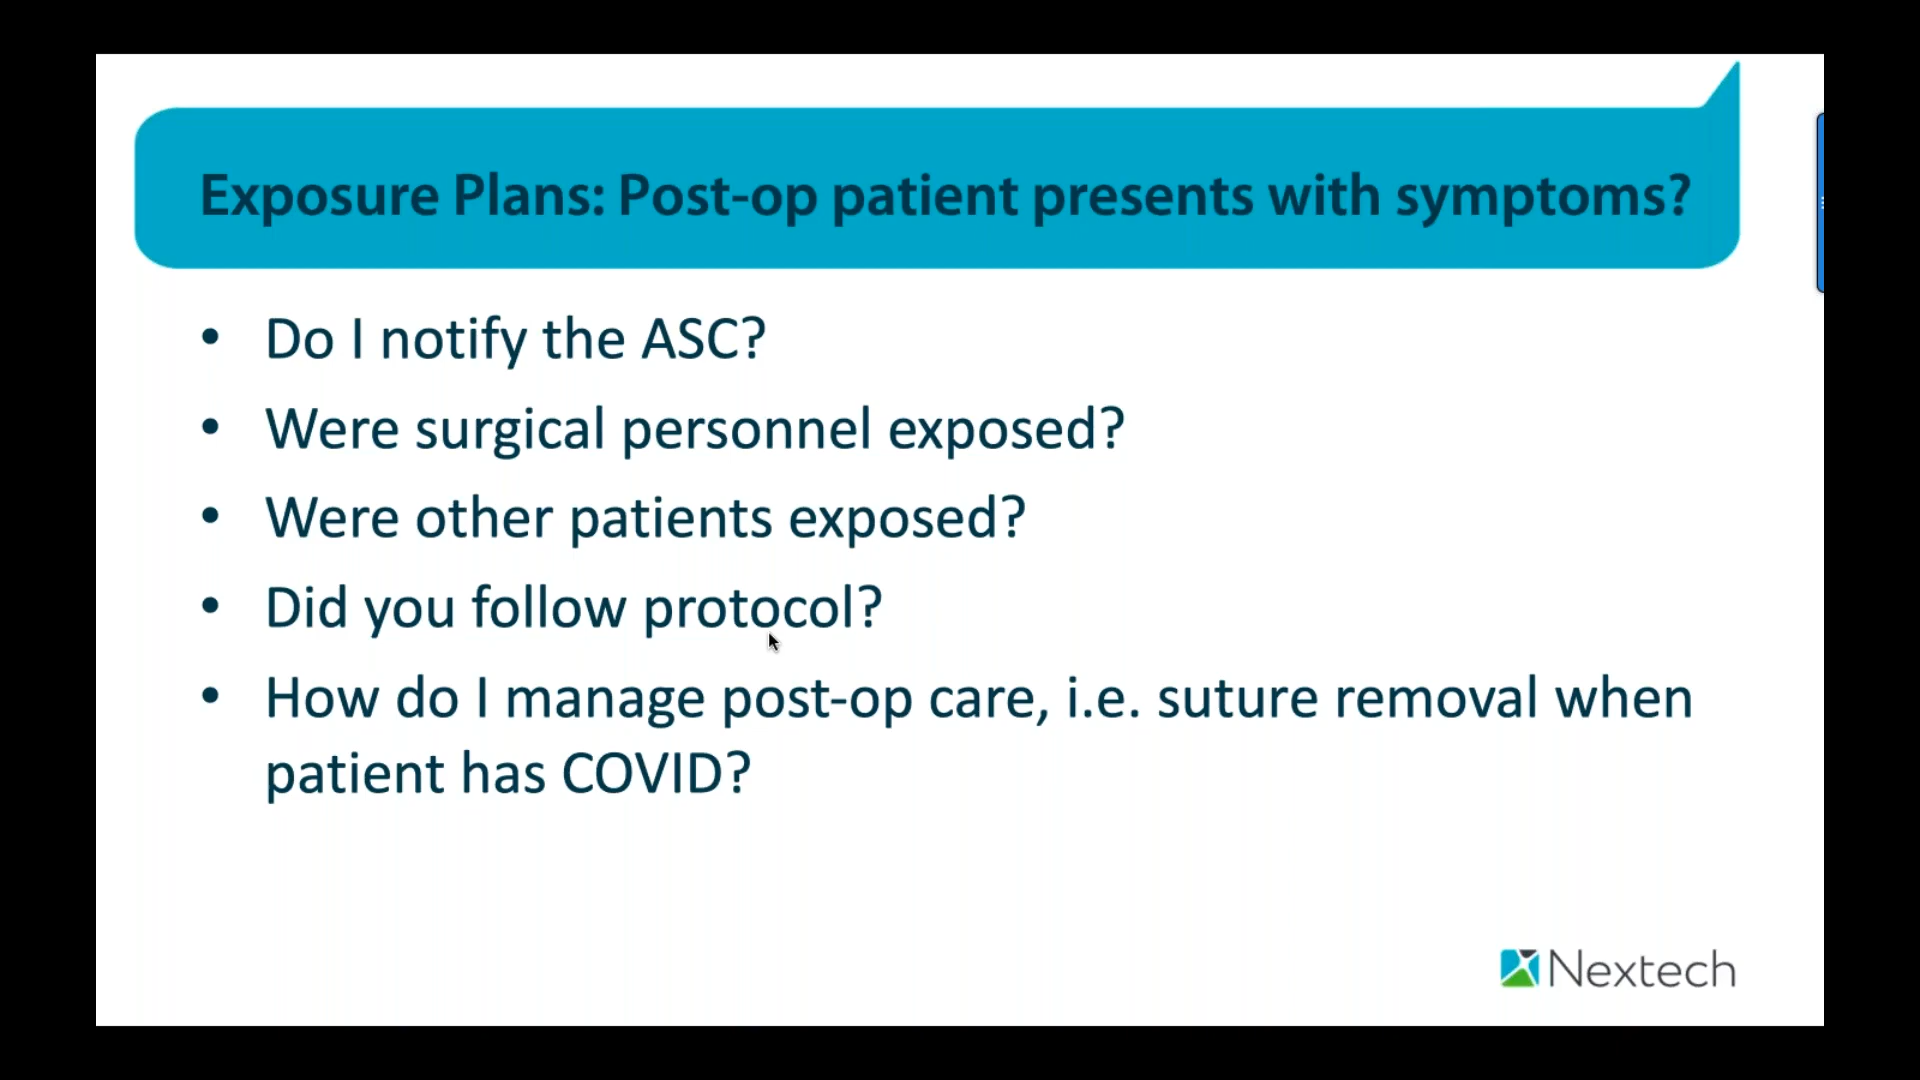 Exposure Plans: Post-op patient presents with symptoms?
• Do I notify the ASC?
• Were surgical personnel exposed?
• Were other patients exposed?
• Did you follow protocol?
• How do I manage post-op care, i.e. suture removal when
patient has COVID?
Nextech